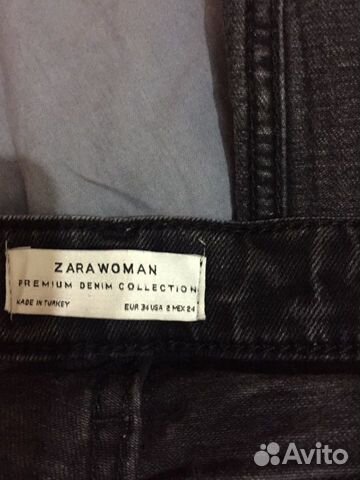 ZARAWOMAN
PREMIUM DENIM COLLECTION
MADE IN TURKEY EUR 34 USA 2 MEX 24
Avito